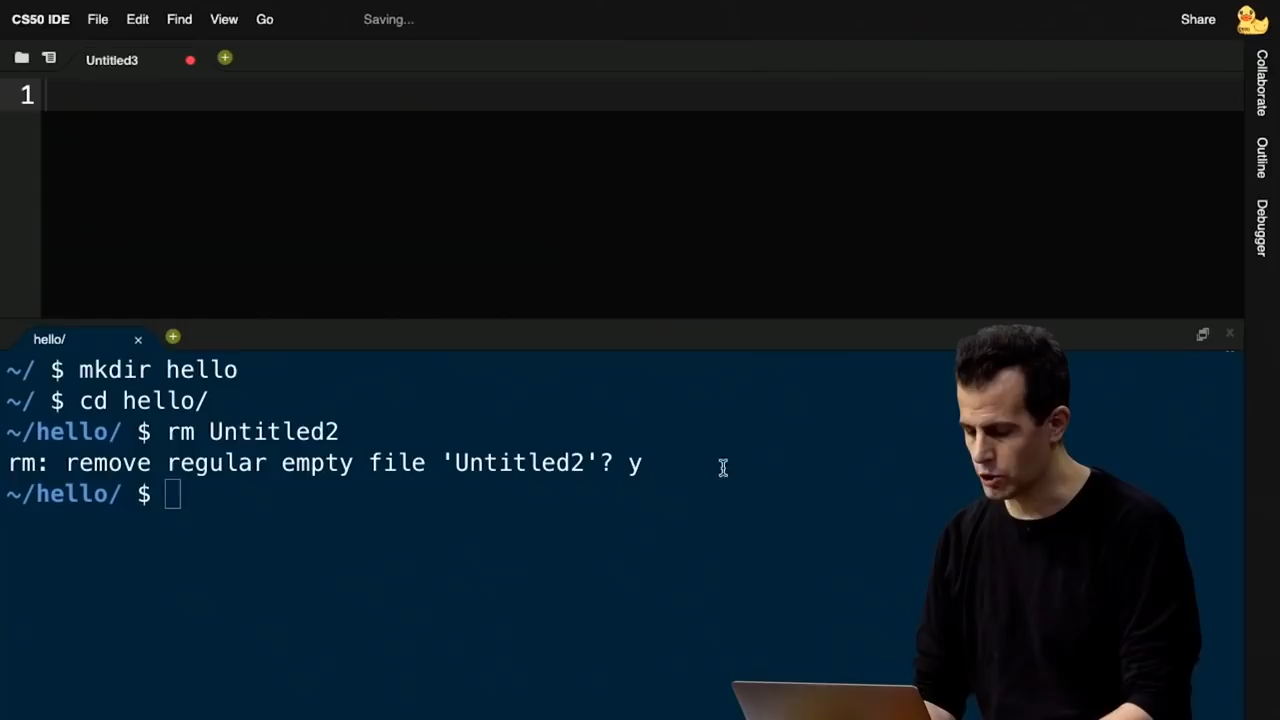 CS50 IDE File Edit Find View Go Saving... Share
Untitled3
1
Collaborate
Outline
Debugger
hello/
~/ $ mkdir hello
~/ $ cd hello/
~/hello/ $ rm Untitled2
rm: remove regular empty file 'Untitled2'? y
~/hello/ $